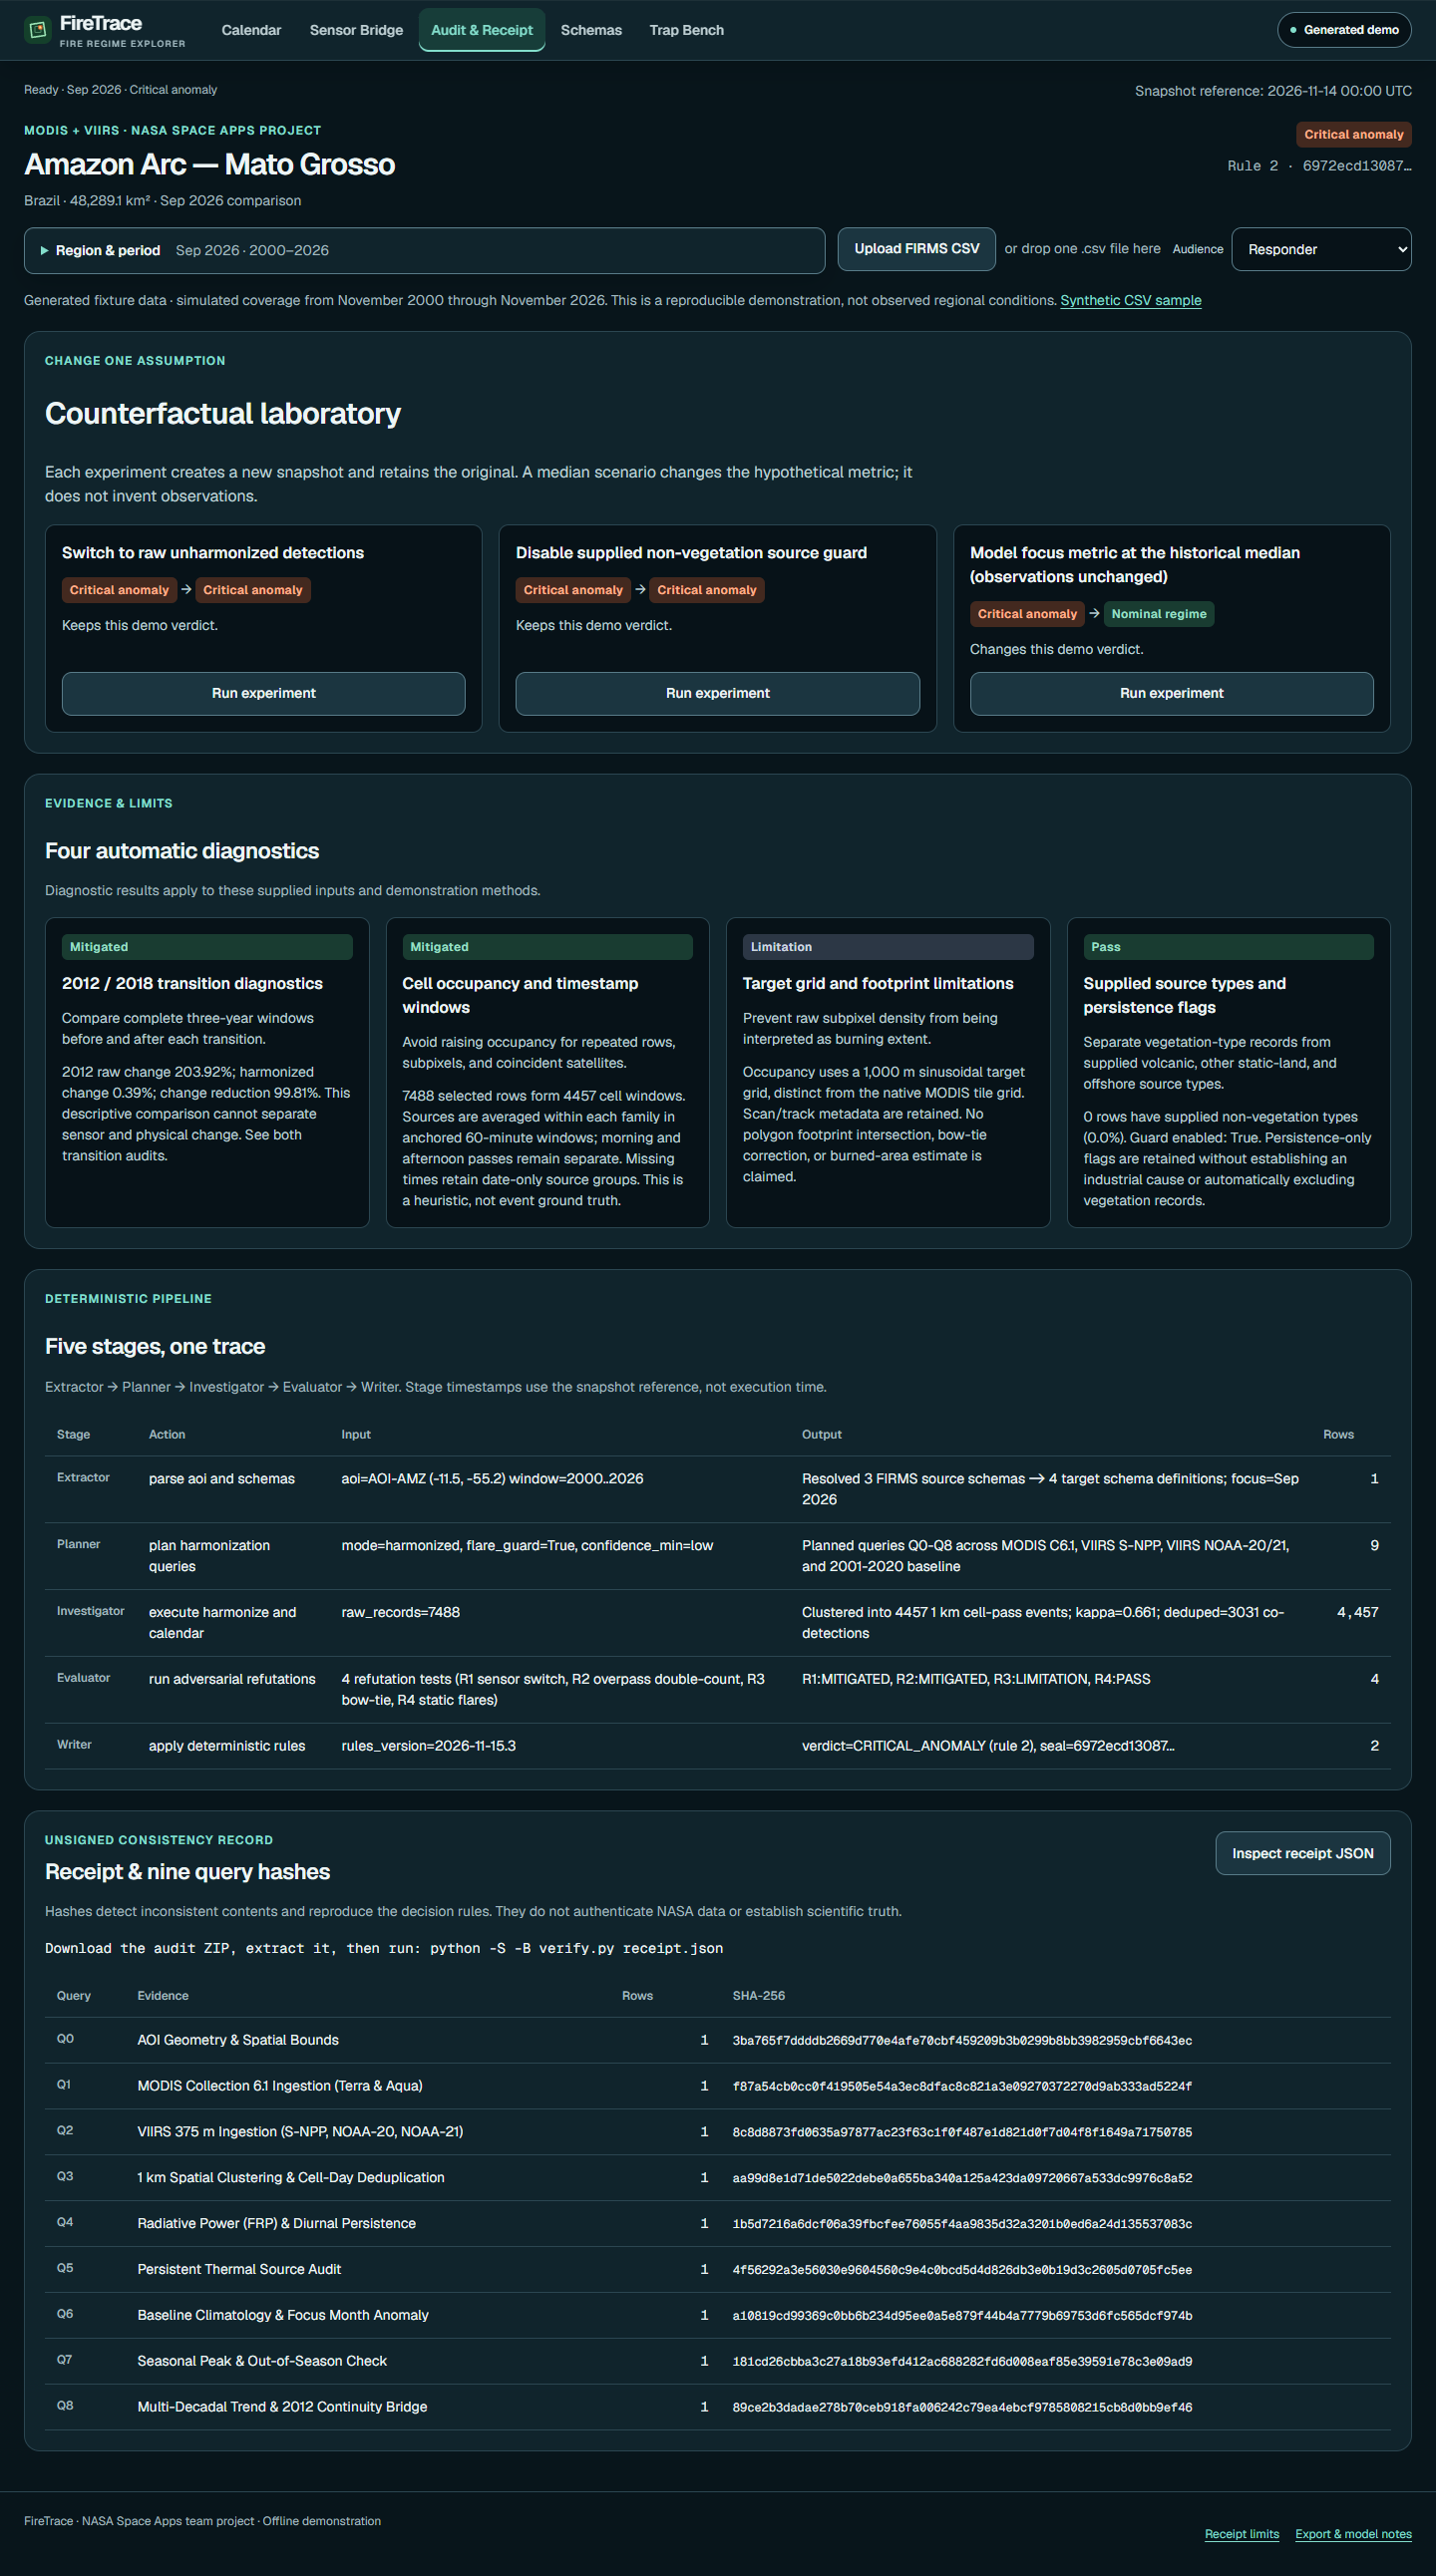 FireTrace
FIRE REGIME EXPLORER
Calendar
Sensor Bridge
Audit & Receipt
Schemas
Trap Bench
Generated demo
Ready · Sep 2026 · Critical anomaly
Snapshot reference: 2026-11-14 00:00 UTC
MODIS + VIIRS · NASA SPACE APPS PROJECT
Critical anomaly
Amazon Arc — Mato Grosso
Rule 2 · 6972ecd13087…
Brazil · 48,289.1 km² · Sep 2026 comparison
Region & period
Sep 2026 · 2000–2026
Upload FIRMS CSV
or drop one .csv file here
Audience
Responder
Generated fixture data · simulated coverage from November 2000 through November 2026. This is a reproducible demonstration, not observed regional conditions. Synthetic CSV sample
CHANGE ONE ASSUMPTION
Counterfactual laboratory
Each experiment creates a new snapshot and retains the original. A median scenario changes the hypothetical metric; it
does not invent observations.
Switch to raw unharmonized detections
Critical anomaly → Critical anomaly
Keeps this demo verdict.
Run experiment
Disable supplied non-vegetation source guard
Critical anomaly → Critical anomaly
Keeps this demo verdict.
Run experiment
Model focus metric at the historical median
(observations unchanged)
Critical anomaly → Nominal regime
Changes this demo verdict.
Run experiment
EVIDENCE & LIMITS
Four automatic diagnostics
Diagnostic results apply to these supplied inputs and demonstration methods.
Mitigated
2012 / 2018 transition diagnostics
Compare complete three-year windows
before and after each transition.
2012 raw change 203.92%; harmonized
change 0.39%; change reduction 99.81%. This
descriptive comparison cannot separate
sensor and physical change. See both
transition audits.
Mitigated
Cell occupancy and timestamp
windows
Avoid raising occupancy for repeated rows,
subpixels, and coincident satellites.
7488 selected rows form 4457 cell windows.
Sources are averaged within each family in
anchored 60-minute windows; morning and
afternoon passes remain separate. Missing
times retain date-only source groups. This is
a heuristic, not event ground truth.
Limitation
Target grid and footprint limitations
Prevent raw subpixel density from being
interpreted as burning extent.
Occupancy uses a 1,000 m sinusoidal target
grid, distinct from the native MODIS tile grid.
Scan/track metadata are retained. No
polygon footprint intersection, bow-tie
correction, or burned-area estimate is
claimed.
Pass
Supplied source types and
persistence flags
Separate vegetation-type records from
supplied volcanic, other static-land, and
offshore source types.
0 rows have supplied non-vegetation types
(0.0%). Guard enabled: True. Persistence-only
flags are retained without establishing an
industrial cause or automatically excluding
vegetation records.
DETERMINISTIC PIPELINE
Five stages, one trace
Extractor → Planner → Investigator → Evaluator → Writer. Stage timestamps use the snapshot reference, not execution time.
Stage Action Input Output Rows
Extractor parse aoi and schemas aoi=AOI-AMZ (-11.5, -55.2) window=2000..2026 Resolved 3 FIRMS source schemas —> 4 target schema definitions; focus=Sep 1
2026
Planner plan harmonization mode=harmonized, flare_guard=True, confidence_min=low Planned queries Q0-Q8 across MODIS C6.1, VIIRS S-NPP, VIIRS NOAA-20/21, 9
queries and 2001-2020 baseline
Investigator execute harmonize and raw_records=7488 Clustered into 4457 1 km cell-pass events; kappa=0.661; deduped=3031 co- 4,457
calendar detections
Evaluator run adversarial refutations 4 refutation tests (R1 sensor switch, R2 overpass double-count, R3 R1:MITIGATED, R2:MITIGATED, R3:LIMITATION, R4:PASS 4
bow-tie, R4 static flares)
Writer apply deterministic rules rules_version=2026-11-15.3 verdict=CRITICAL_ANOMALY (rule 2), seal=6972ecd13087... 2
UNSIGNED CONSISTENCY RECORD
Receipt & nine query hashes
Inspect receipt JSON
Hashes detect inconsistent contents and reproduce the decision rules. They do not authenticate NASA data or establish scientific truth.
Download the audit ZIP, extract it, then run: python -S -B verify.py receipt.json
Query Evidence Rows SHA-256
Q0 AOI Geometry & Spatial Bounds 1 3ba765f7ddddb2669d770e4afe70cbf459209b3b0299b8bb3982959cbf6643ec
Q1 MODIS Collection 6.1 Ingestion (Terra & Aqua) 1 f87a54cb0cc0f419505e54a3ec8dfac8c821a3e09270372270d9ab333ad5224f
Q2 VIIRS 375 m Ingestion (S-NPP, NOAA-20, NOAA-21) 1 8c8d8873fd0635a97877ac23f63c1f0f487e1d821d0f7d04f8f1649a71750785
Q3 1 km Spatial Clustering & Cell-Day Deduplication 1 aa99d8e1d71de5022debe0a655ba340a125a423da09720667a533dc9976c8a52
Q4 Radiative Power (FRP) & Diurnal Persistence 1 1b5d7216a6dcf06a39fbcfee76055f4aa9835d32a3201b0ed6a24d135537083c
Q5 Persistent Thermal Source Audit 1 4f56292a3e56030e9604560c9e4c0bcd5d4d826db3e0b19d3c2605d0705fc5ee
Q6 Baseline Climatology & Focus Month Anomaly 1 a10819cd99369c0bb6b234d95ee0a5e879f44b4a7779b69753d6fc565dcf974b
Q7 Seasonal Peak & Out-of-Season Check 1 181cd26cbba3c27a18b93efd412ac688282fd6d008eaf85e39591e78c3e09ad9
Q8 Multi-Decadal Trend & 2012 Continuity Bridge 1 89ce2b3dadae278b70ceb918fa006242c79ea4ebcf9785808215cb8d0bb9ef46
FireTrace · NASA Space Apps team project · Offline demonstration
Receipt limits
Export & model notes